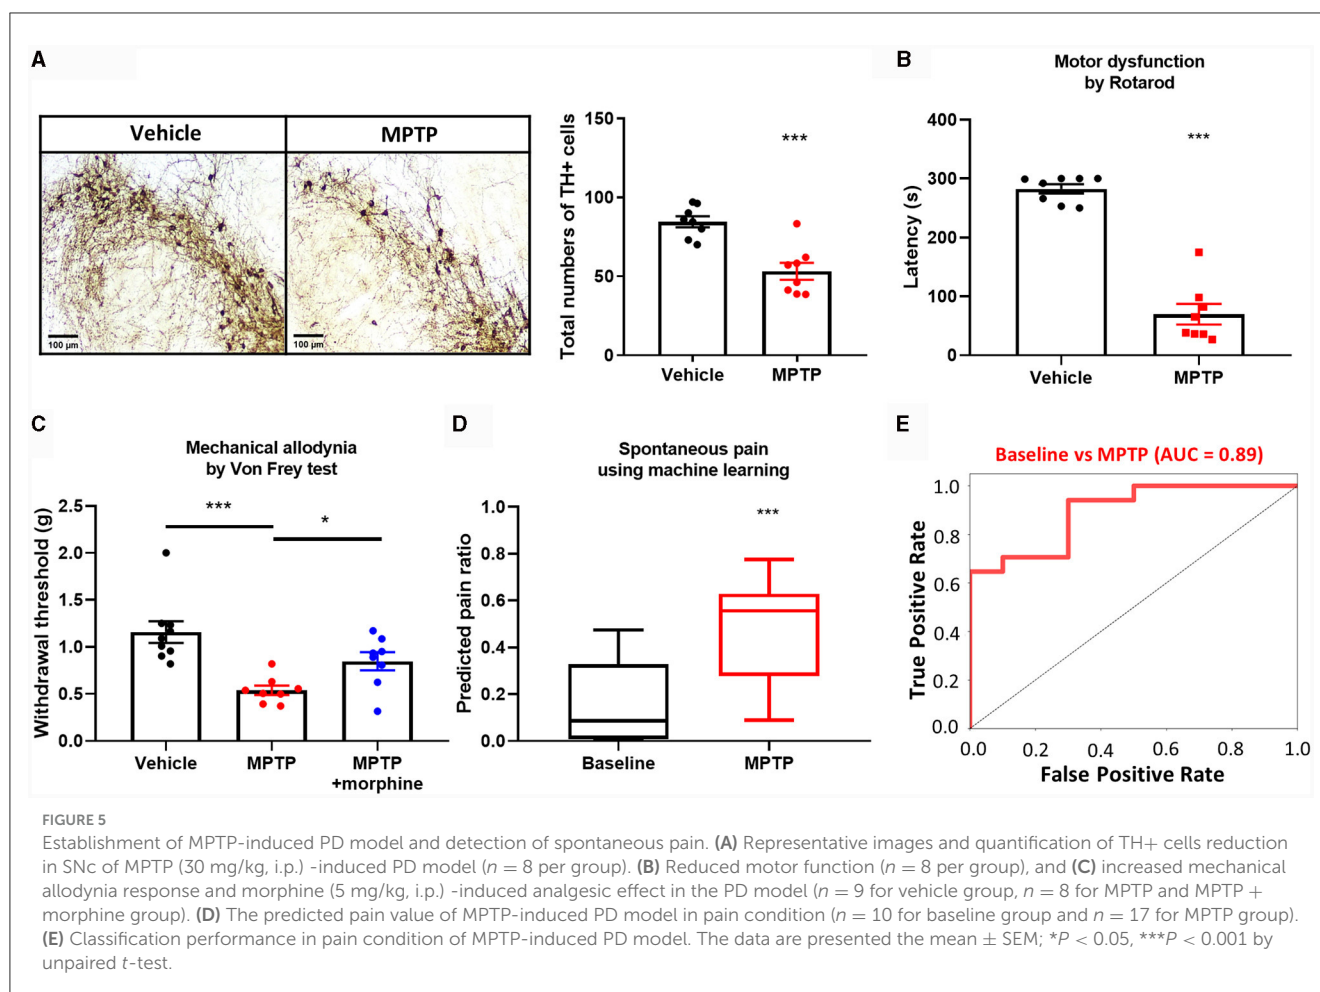 A
Vehicle
MPTP
100 µm
100 µm
Total numbers of TH+ cells
150
100
50
0
***
Vehicle
MPTP
B
Motor dysfunction
by Rotarod
Latency (s)
400
300
200
100
0
***
Vehicle
MPTP
C
Mechanical allodynia
by Von Frey test
Withdrawal threshold (g)
2.5
2.0
1.5
1.0
0.5
0.0
***
*
Vehicle
MPTP
MPTP
+morphine
D
Spontaneous pain
using machine learning
Predicted pain ratio
1.0
0.8
0.6
0.4
0.2
0.0
***
Baseline
MPTP
E
Baseline vs MPTP (AUC = 0.89)
True Positive Rate
1.0
0.8
0.6
0.4
0.2
0.0
0.0
0.2
0.4
0.6
0.8
1.0
False Positive Rate
FIGURE 5
Establishment of MPTP-induced PD model and detection of spontaneous pain. (A) Representative images and quantification of TH+ cells reduction
in SNc of MPTP (30 mg/kg, i.p.) -induced PD model (n = 8 per group). (B) Reduced motor function (n = 8 per group), and (C) increased mechanical
allodynia response and morphine (5 mg/kg, i.p.) -induced analgesic effect in the PD model (n = 9 for vehicle group, n = 8 for MPTP and MPTP +
morphine group). (D) The predicted pain value of MPTP-induced PD model in pain condition (n = 10 for baseline group and n = 17 for MPTP group).
(E) Classification performance in pain condition of MPTP-induced PD model. The data are presented the mean ± SEM; *P < 0.05, ***P < 0.001 by
unpaired t-test.